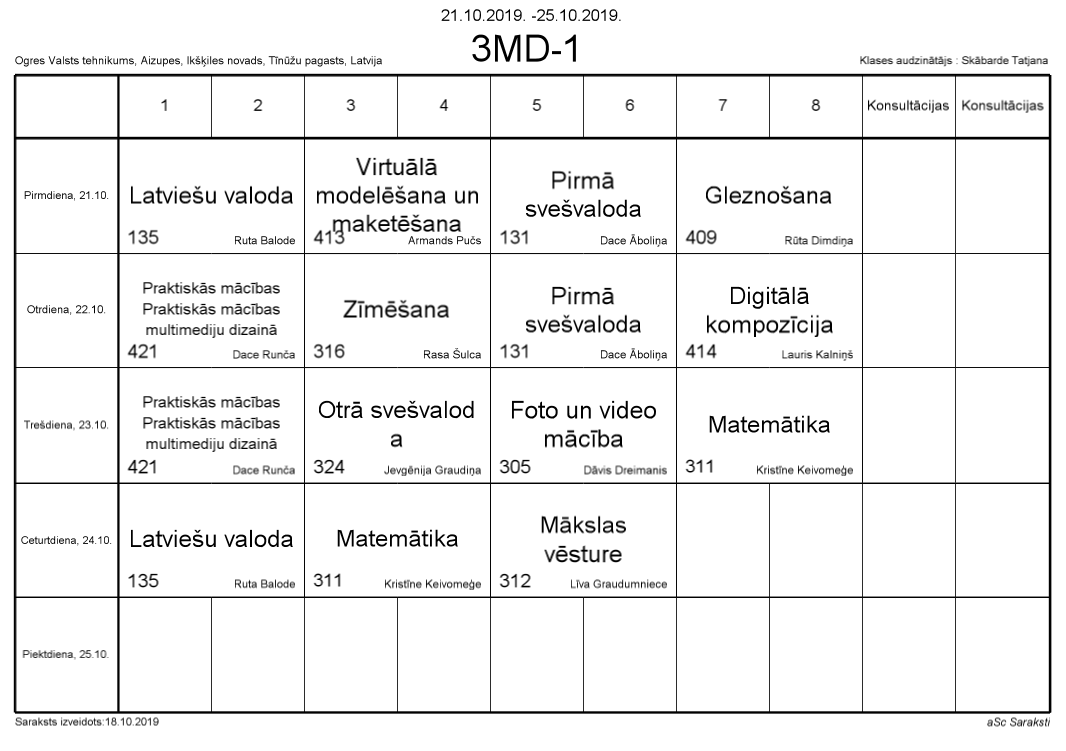 21.10.2019. -25.10.2019.
3MD-1
Ogres Valsts tehnikums, Aizupes, Ikšķiles novads, Tīnūžu pagasts, Latvija
Klases audzinātājs : Skābarde Tatjana
1 2 3 4 5 6 7 8 Konsultācijas Konsultācijas
Pirmdiena, 21.10.
Latviešu valoda
135 Ruta Balode
Virtuālā
modelēšana un
maketēšana
413 Armands Pučs
Pirmā
svešvaloda
131 Dace Āboliņa
Gleznošana
409 Rūta Dimdiņa
Otrdiena, 22.10.
Praktiskās mācības
Praktiskās mācības
multimediju dizainā
421 Dace Runča
Zīmēšana
316 Rasa Šulca
Pirmā
svešvaloda
131 Dace Āboliņa
Digitālā
kompozīcija
414 Lauris Kalniņš
Trešdiena, 23.10.
Praktiskās mācības
Praktiskās mācības
multimediju dizainā
421 Dace Runča
Otrā svešvalod
a
324 Jevgēnija Graudiņa
Foto un video
mācība
305 Dāvis Dreimanis
Matemātika
311 Kristīne Keivomeģe
Ceturtdiena, 24.10.
Latviešu valoda
135 Ruta Balode
Matemātika
311 Kristīne Keivomeģe
Mākslas
vēsture
312 Līva Graudumniece
Piektdiena, 25.10.
Saraksts izveidots:18.10.2019
aSc Saraksti